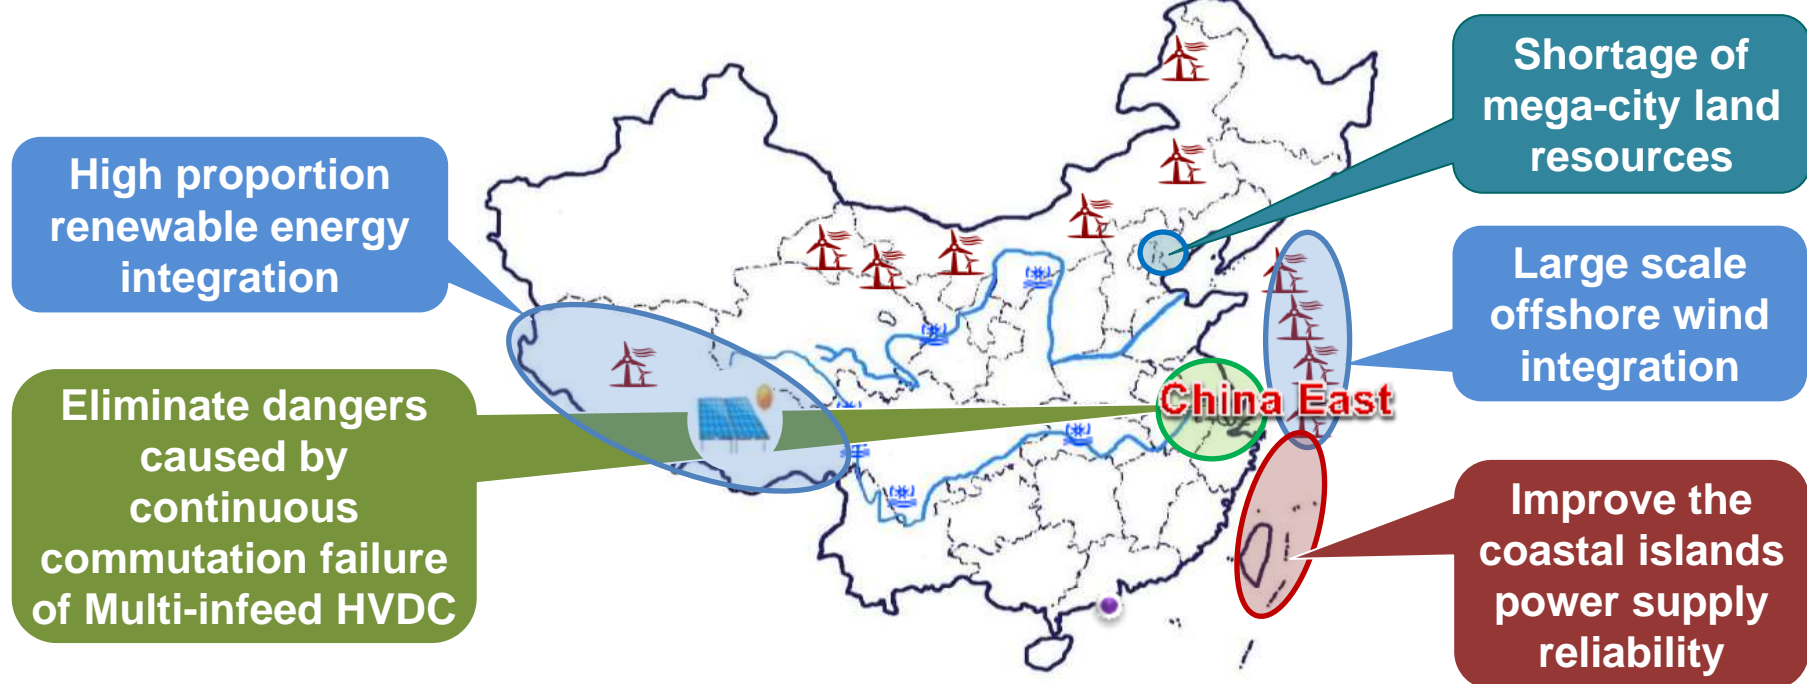 High proportion
renewable energy
integration
Eliminate dangers
caused by
continuous
commutation failure
of Multi-infeed HVDC
China East
Shortage of
mega-city land
resources
Large scale
offshore wind
integration
Improve the
coastal islands
power supply
reliability